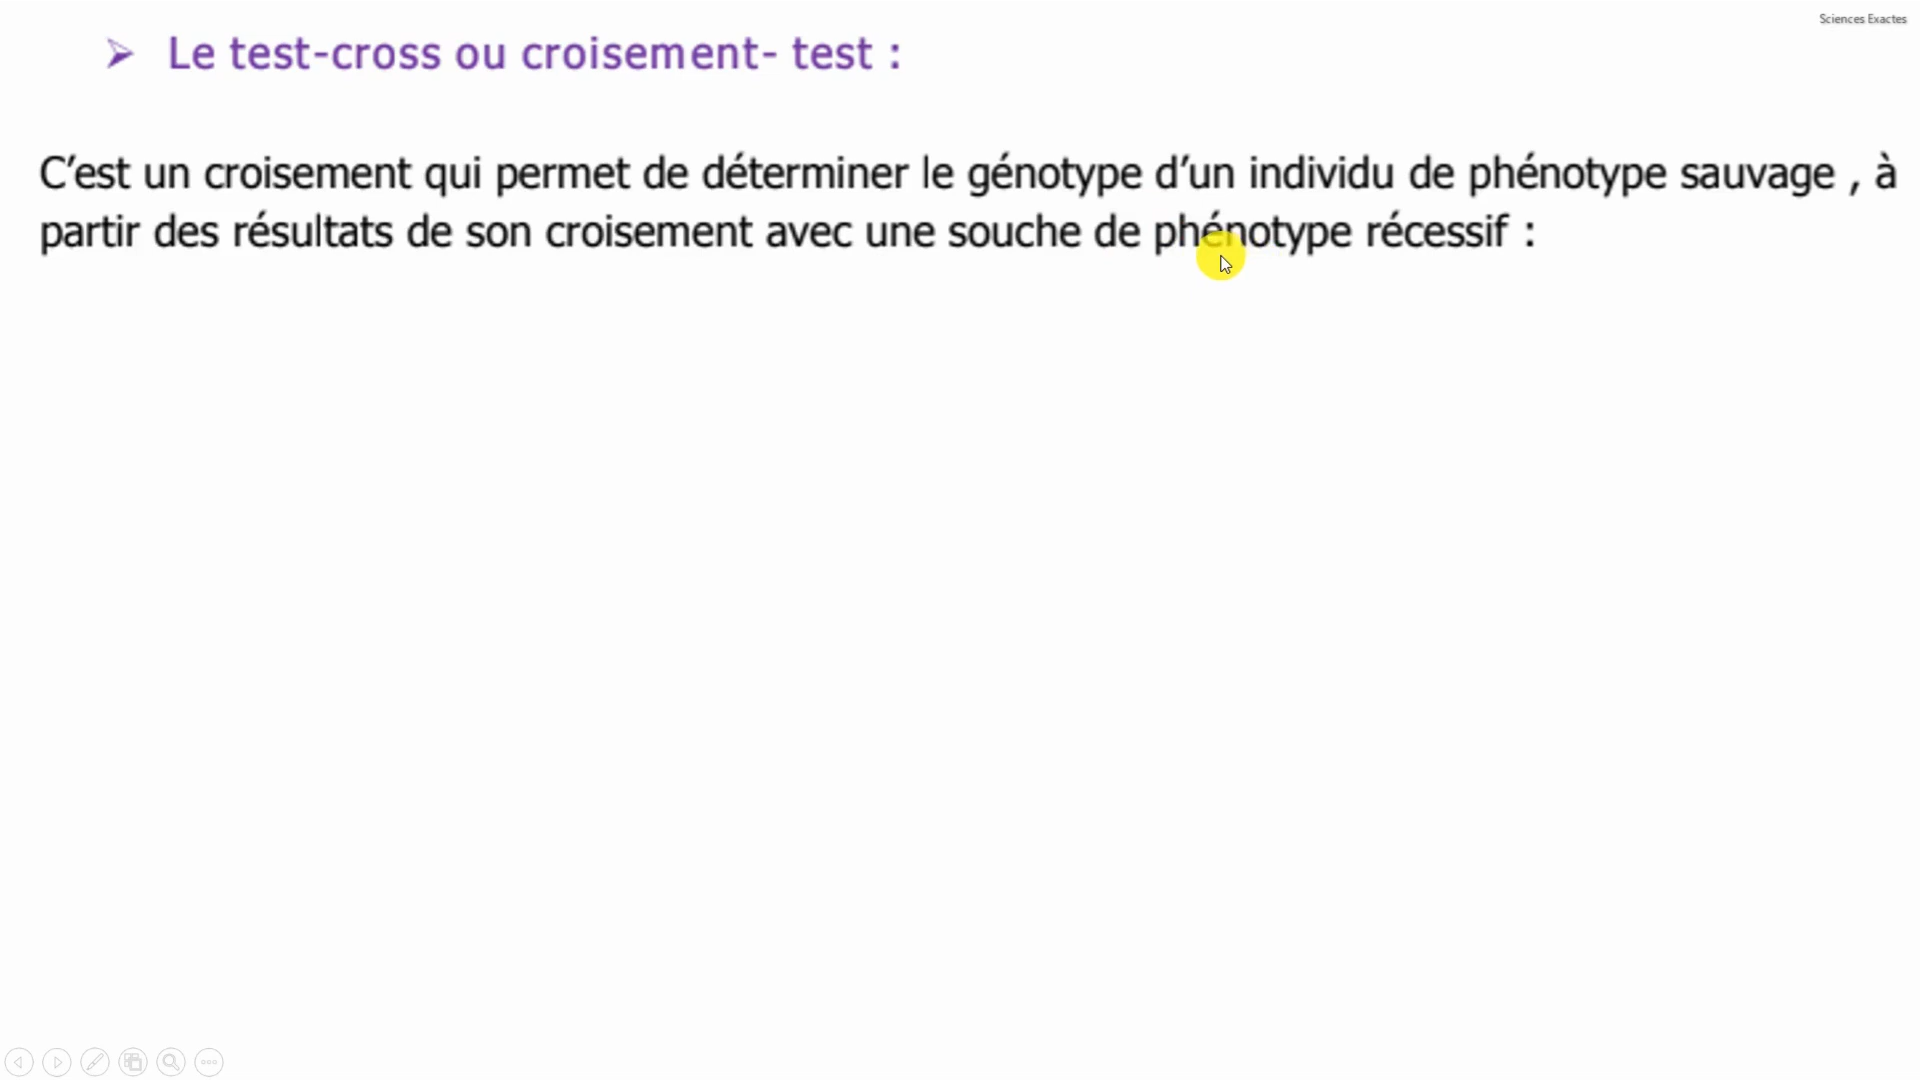 Sciences Exactes
➢ Le test-cross ou croisement- test :
C’est un croisement qui permet de déterminer le génotype d’un individu de phénotype sauvage , à
partir des résultats de son croisement avec une souche de phénotype récessif :